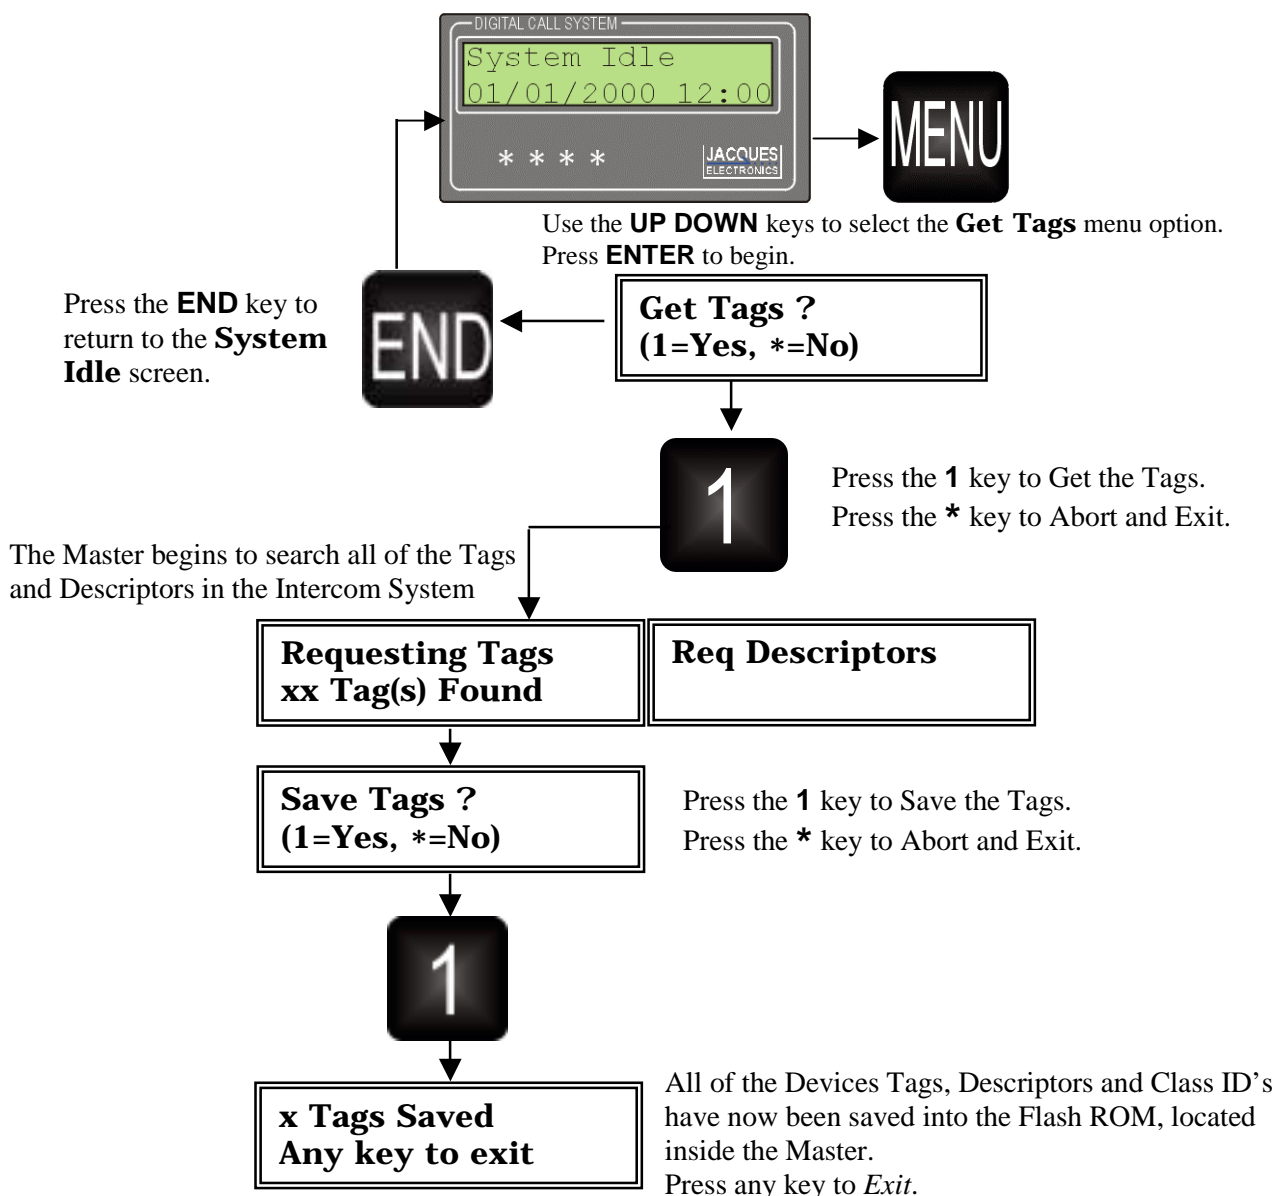 DIGITAL CALL SYSTEM
System Idle
01/01/2000 12:00
* * * *
JACQUES
ELECTRONICS
MENU
Use the UP DOWN keys to select the Get Tags menu option.
Press ENTER to begin.
Press the END key to
return to the System
Idle screen.
END
Get Tags ?
(1=Yes, *=No)
1
Press the 1 key to Get the Tags.
Press the * key to Abort and Exit.
The Master begins to search all of the Tags
and Descriptors in the Intercom System
Requesting Tags
xx Tag(s) Found
Req Descriptors
Save Tags ?
(1=Yes, *=No)
Press the 1 key to Save the Tags.
Press the * key to Abort and Exit.
1
x Tags Saved
Any key to exit
All of the Devices Tags, Descriptors and Class ID’s
have now been saved into the Flash ROM, located
inside the Master.
Press any key to Exit.